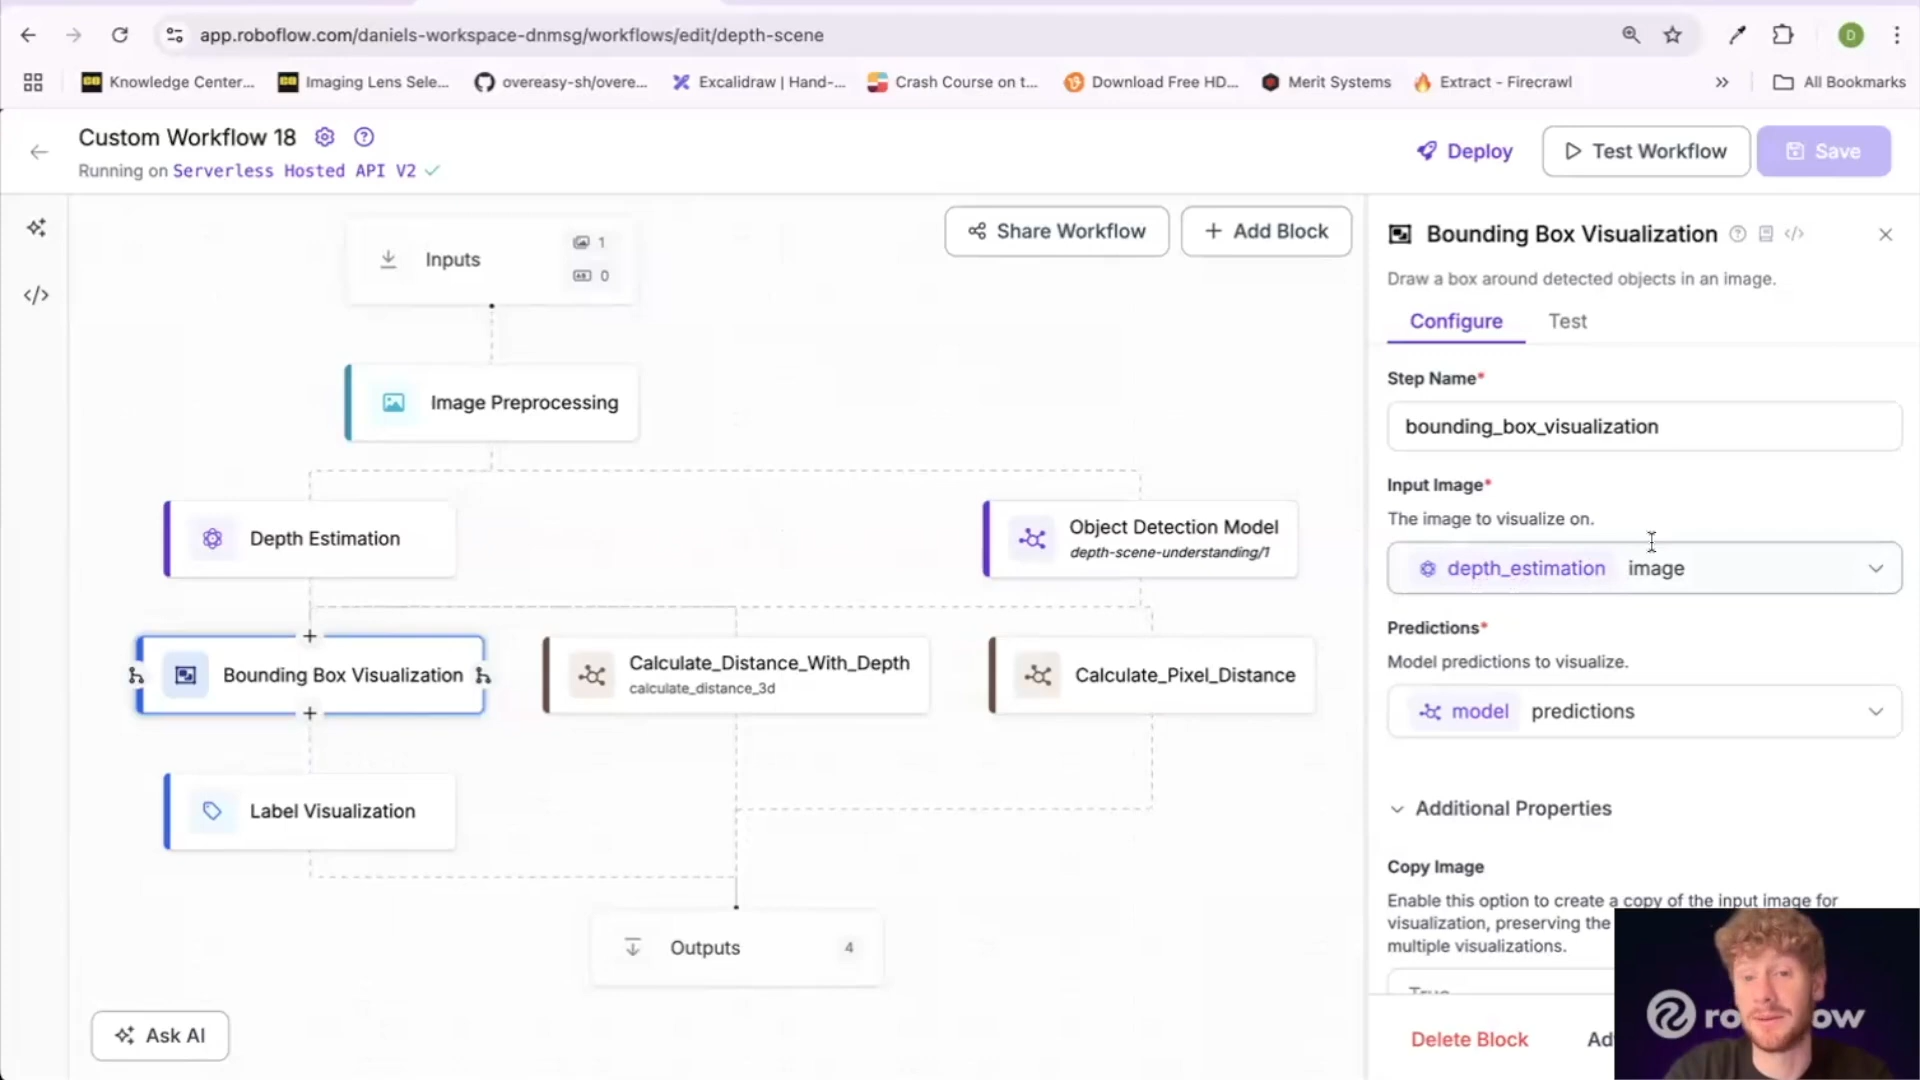 app.roboflow.com/daniels-workspace-dnmsg/workflows/edit/depth-scene
D
Knowledge Center...
Imaging Lens Sele...
overeasy-sh/overe...
Excalidraw | Hand-...
Crash Course on t...
Download Free HD...
Merit Systems
Extract - Firecrawl
All Bookmarks
Custom Workflow 18
Running on Serverless Hosted API V2
Deploy
Test Workflow
Save
Share Workflow
Add Block
Inputs
1
0
Image Preprocessing
Depth Estimation
Object Detection Model
depth-scene-understanding/1
Bounding Box Visualization
Calculate_Distance_With_Depth
calculate_distance_3d
Calculate_Pixel_Distance
Label Visualization
Outputs
4
Ask AI
Bounding Box Visualization
Draw a box around detected objects in an image.
Configure
Test
Step Name*
bounding_box_visualization
Input Image*
The image to visualize on.
depth_estimation image
Predictions*
Model predictions to visualize.
model predictions
Additional Properties
Copy Image
Enable this option to create a copy of the input image for
visualization, preserving the
multiple visualizations.
Delete Block